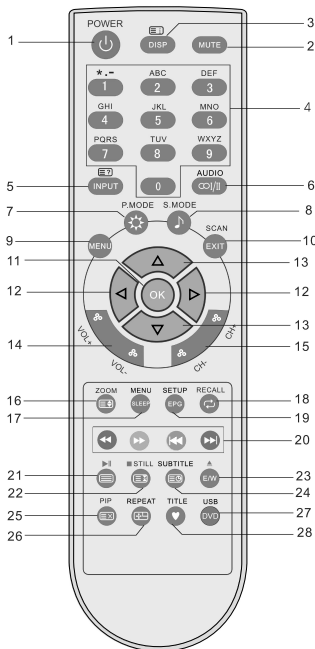 POWER
3
1
DISP
MUTE
2
*.-
ABC
DEF
1
2
3
GHI
JKL
MNO
4
4
5
6
PQRS
TUV
WXYZ
7
8
9
AUDIO
5
INPUT
0
I/II
6
P.MODE
S.MODE
7
8
SCAN
9
MENU
EXIT
10
11
13
12
OK
12
13
14
VOL+
VOL-
CH-
CH+
15
ZOOM
MENU
SETUP
RECALL
16
SLEEP
EPG
18
17
19
20
STILL
SUBTITLE
21
E/W
23
22
24
PIP
REPEAT
TITLE
USB
25
DVD
27
26
28